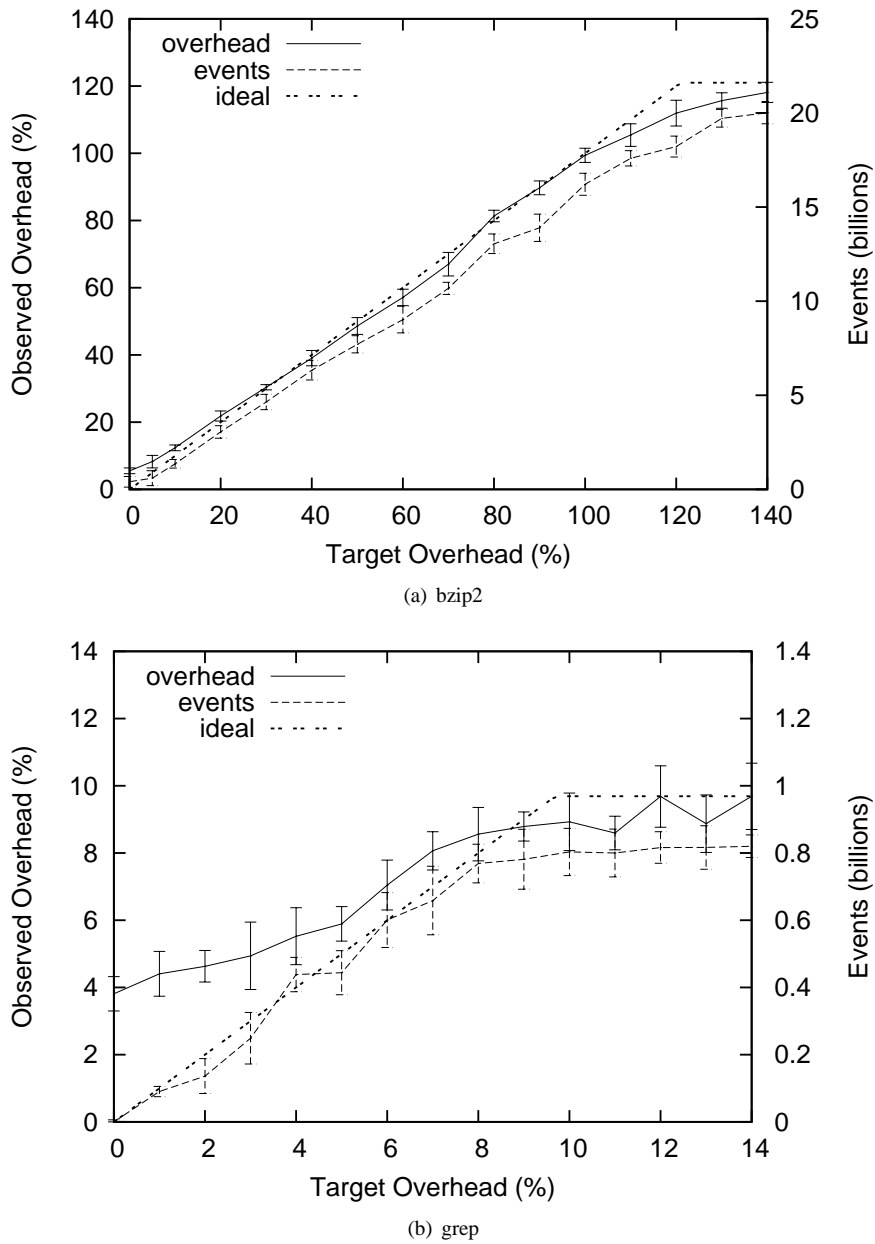 140
120
100
80
60
40
20
0
Observed Overhead (%)
overhead
events
ideal
25
20
15
10
5
0
Events (billions)
0 20 40 60 80 100 120 140
Target Overhead (%)
(a) bzip2
14
12
10
8
6
4
2
0
Observed Overhead (%)
overhead
events
ideal
1.4
1.2
1
0.8
0.6
0.4
0.2
0
Events (billions)
0 2 4 6 8 10 12 14
Target Overhead (%)
(b) grep